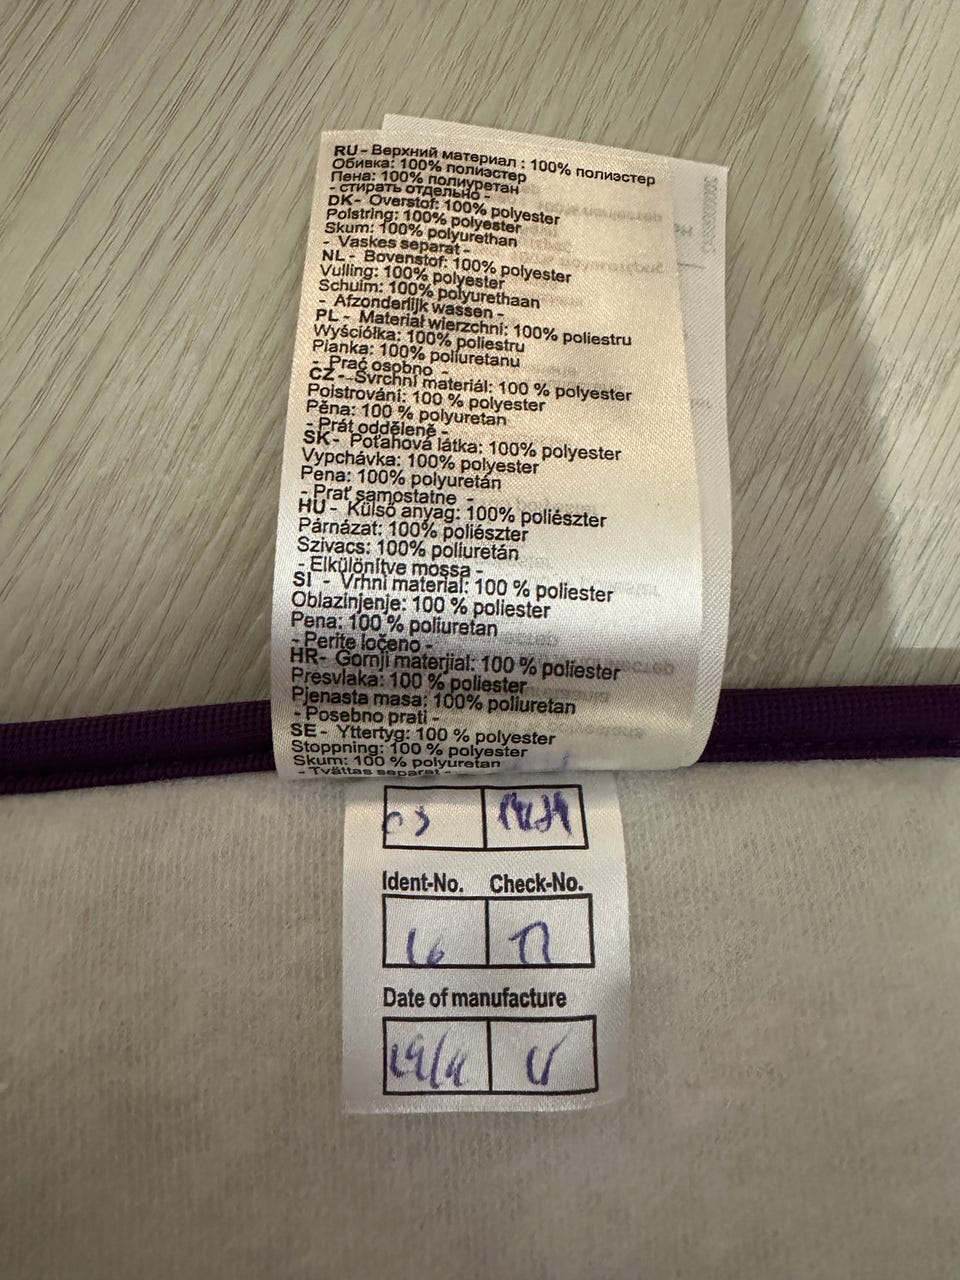 RU - Верхний материал : 100% полиэстер
Обивка: 100% полиэстер
Пена: 100% полиуретан
- стирать отдельно -
DK- Overstof: 100% polyester
Polstring: 100% polyester
Skum: 100% polyurethan
- Vaskes separat -
NL - Bovenstof: 100% polyester
Vulling: 100% polyester
Schuim: 100% polyurethaan
- Afzonderlijk wassen -
PL - Materiał wierzchni: 100% poliestru
Wyściółka: 100% poliestru
Pianka: 100% poliuretanu
- Prać osobno -
CZ - Svrchní materiál: 100 % polyester
Polstrování: 100 % polyester
Pěna: 100 % polyuretan
- Prát odděleně -
SK- Poťahová látka: 100% polyester
Vypchávka: 100% polyester
Pena: 100% polyuretán
- Prať samostatne -
HU - Külső anyag: 100% poliészter
Párnázat: 100% poliészter
Szivacs: 100% poliuretán
- Elkülönítve mossa -
SI - Vrhni material: 100 % poliester
Oblazinjenje: 100 % poliester
Pena: 100 % poliuretan
- Perite ločeno -
HR- Gornji materjial: 100 % poliester
Presvlaka: 100 % poliester
Pjenasta masa: 100% poliuretan
- Posebno prati -
SE - Yttertyg: 100 % polyester
Stoppning: 100 % polyester
Skum: 100 % polyuretan
- Tvättas separat -
03
Ident-No. Check-No.
16
Date of manufacture